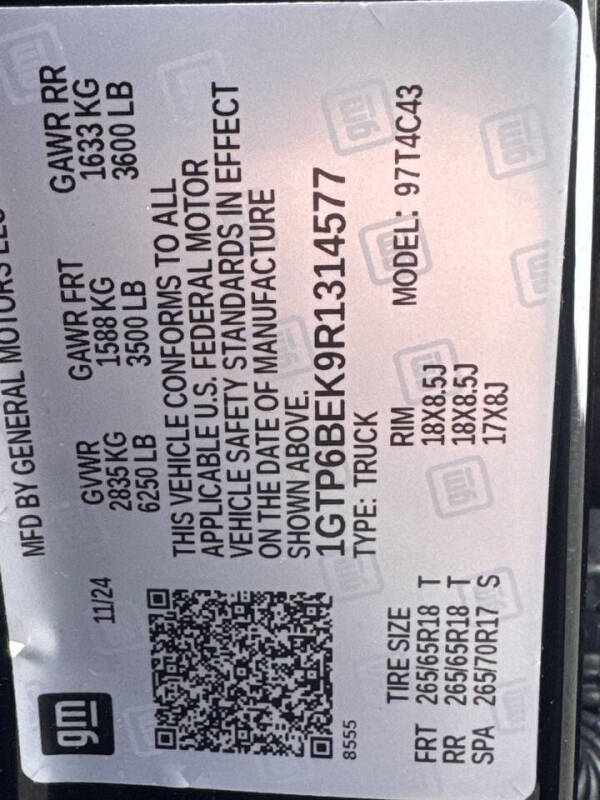 gm
MFD BY GENERAL MOTORS LLC
11/24
GVWR GAWR FRT GAWR RR
2835 KG 1588 KG 1633 KG
6250 LB 3500 LB 3600 LB
THIS VEHICLE CONFORMS TO ALL
APPLICABLE U.S. FEDERAL MOTOR
VEHICLE SAFETY STANDARDS IN EFFECT
ON THE DATE OF MANUFACTURE
SHOWN ABOVE.
1GTP6BEK9R1314577
8555
TYPE: TRUCK
MODEL: 97T4C43
TIRE SIZE RIM
FRT 265/65R18 T 18X8.5J
RR 265/65R18 T 18X8.5J
SPA 265/70R17 S 17X8J